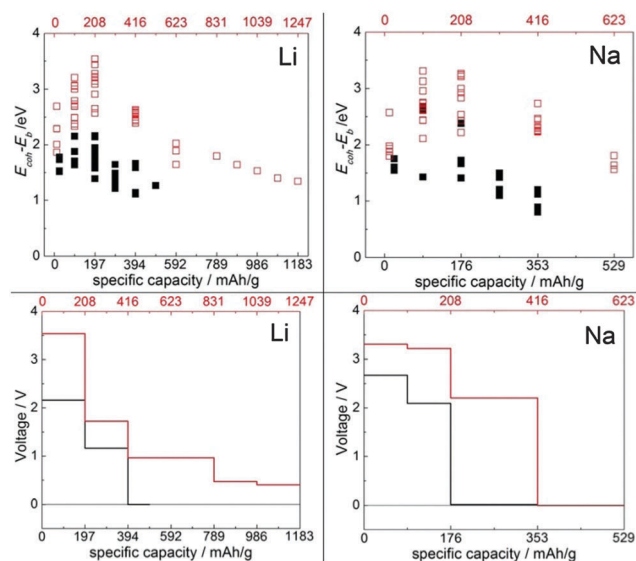 0 208 416 623 831 1039 1247
Li
E_coh-E_b /eV
4
3
2
1
0
0 197 394 592 789 986 1183
specific capacity / mAh/g
0 208 416 623
Na
E_coh-E_b /eV
4
3
2
1
0
0 176 353 529
specific capacity / mAh/g
0 208 416 623 831 1039 1247
Li
Voltage / V
4
3
2
1
0
0 197 394 592 789 986 1183
specific capacity / mAh/g
0 208 416 623
Na
Voltage / V
4
3
2
1
0
0 176 353 529
specific capacity / mAh/g